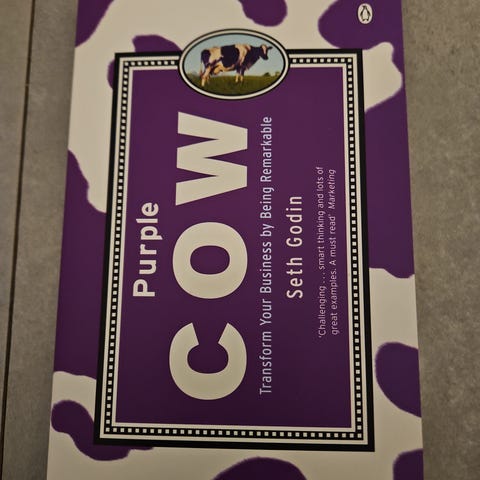 Purple
COW
Transform Your Business by Being Remarkable
Seth Godin
‘Challenging . . . smart thinking and lots of
great examples. A must read’ Marketing